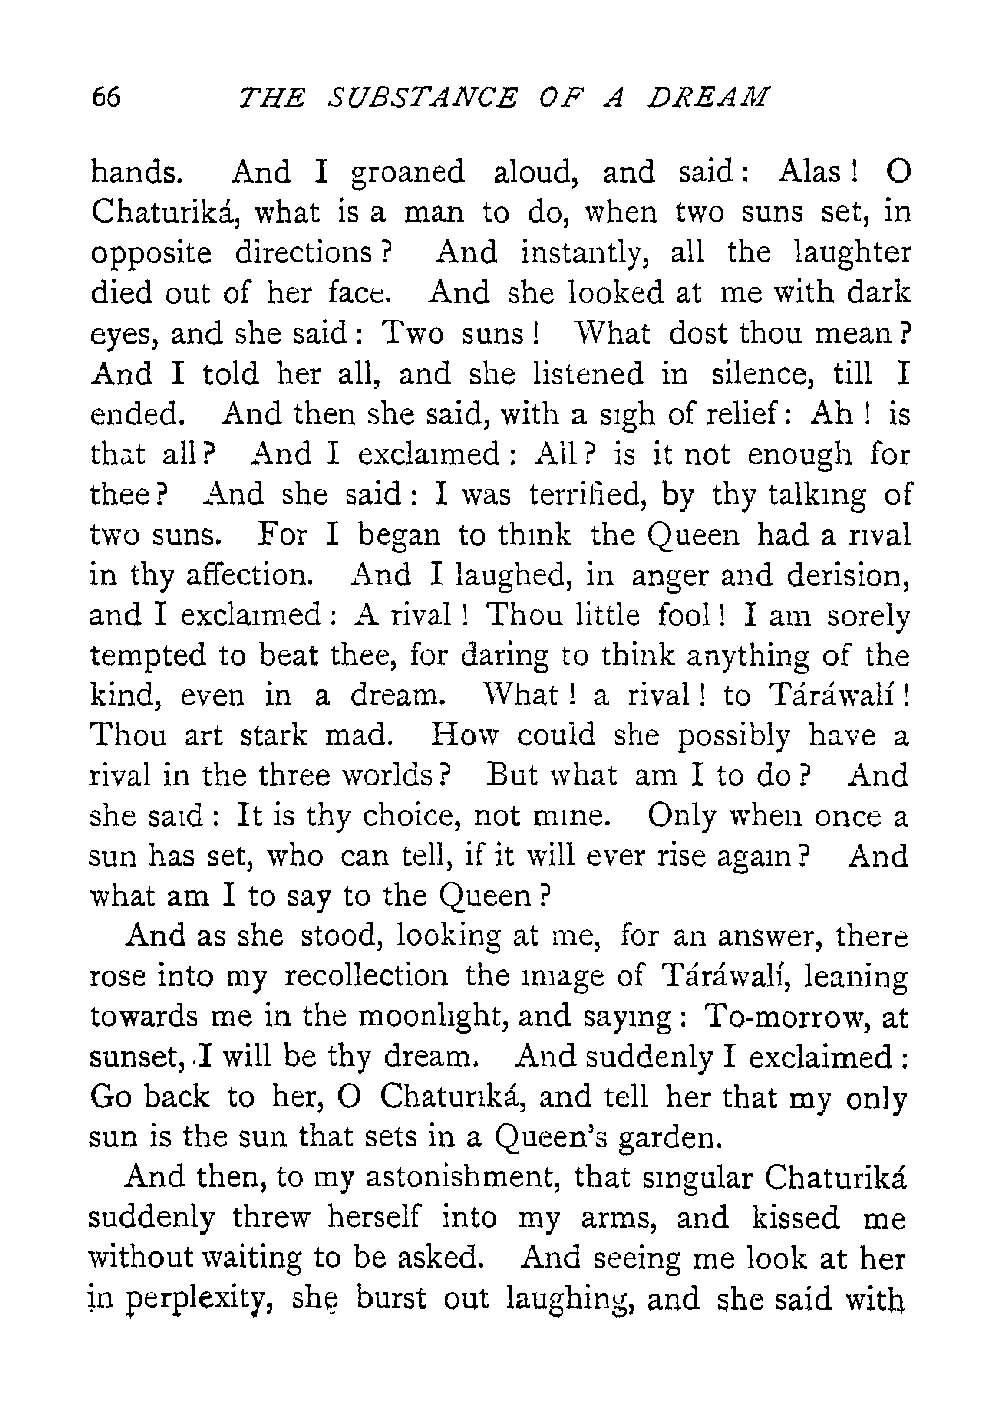 66 THE SUBSTANCE OF A DREAM
hands. And I groaned aloud, and said: Alas! O
Chaturiká, what is a man to do, when two suns set, in
opposite directions? And instantly, all the laughter
died out of her face. And she looked at me with dark
eyes, and she said: Two suns! What dost thou mean?
And I told her all, and she listened in silence, till I
ended. And then she said, with a sigh of relief: Ah! is
that all? And I exclaimed: All? is it not enough for
thee? And she said: I was terrified, by thy talking of
two suns. For I began to think the Queen had a rival
in thy affection. And I laughed, in anger and derision,
and I exclaimed: A rival! Thou little fool! I am sorely
tempted to beat thee, for daring to think anything of the
kind, even in a dream. What! a rival! to Táráwalí!
Thou art stark mad. How could she possibly have a
rival in the three worlds? But what am I to do? And
she said: It is thy choice, not mine. Only when once a
sun has set, who can tell, if it will ever rise again? And
what am I to say to the Queen?
And as she stood, looking at me, for an answer, there
rose into my recollection the image of Táráwalí, leaning
towards me in the moonlight, and saying: To-morrow, at
sunset, I will be thy dream. And suddenly I exclaimed:
Go back to her, O Chaturiká, and tell her that my only
sun is the sun that sets in a Queen's garden.
And then, to my astonishment, that singular Chaturiká
suddenly threw herself into my arms, and kissed me
without waiting to be asked. And seeing me look at her
in perplexity, she burst out laughing, and she said with